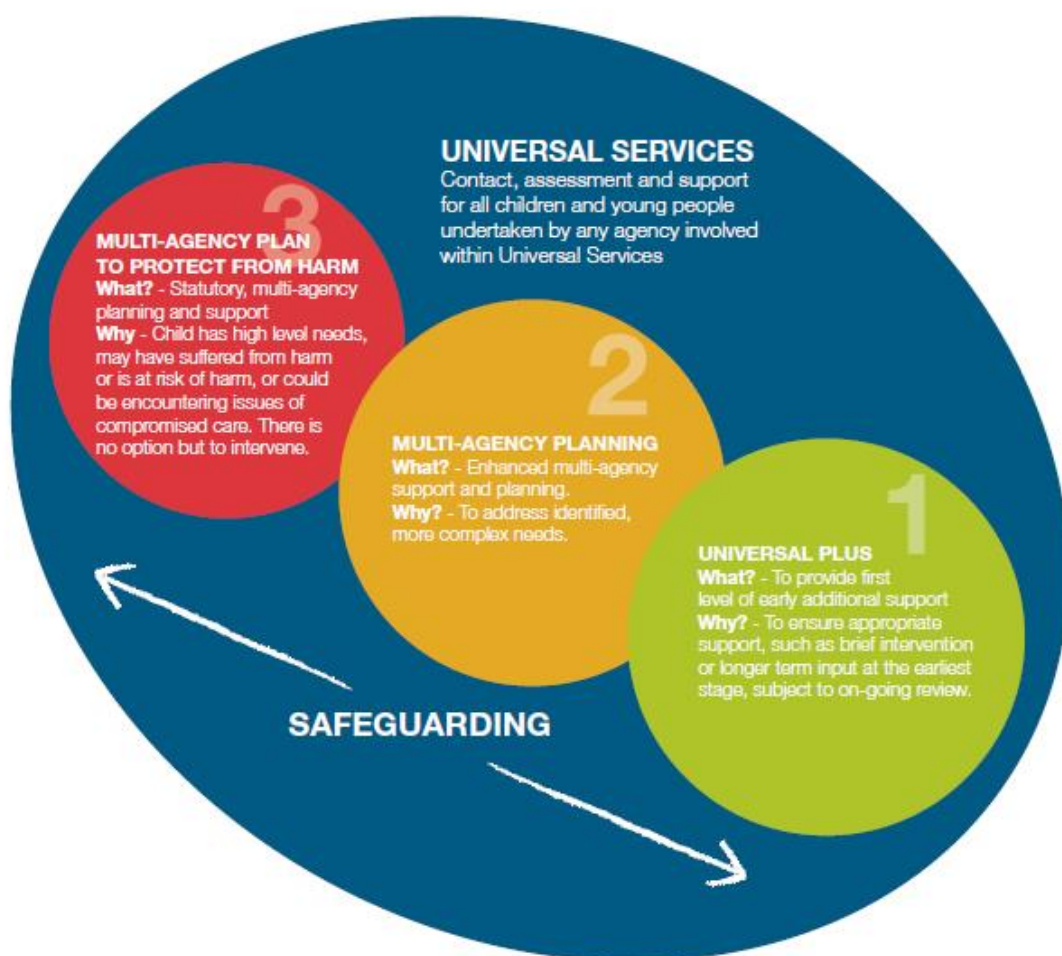 UNIVERSAL SERVICES
Contact, assessment and support
for all children and young people
undertaken by any agency involved
within Universal Services
3
MULTI-AGENCY PLAN
TO PROTECT FROM HARM
What? - Statutory, multi-agency
planning and support
Why - Child has high level needs,
may have suffered from harm
or is at risk of harm, or could
be encountering issues of
compromised care. There is
no option but to intervene.
2
MULTI-AGENCY PLANNING
What? - Enhanced multi-agency
support and planning.
Why? - To address identified,
more complex needs.
1
UNIVERSAL PLUS
What? - To provide first
level of early additional support
Why? - To ensure appropriate
support, such as brief intervention
or longer term input at the earliest
stage, subject to on-going review.
SAFEGUARDING